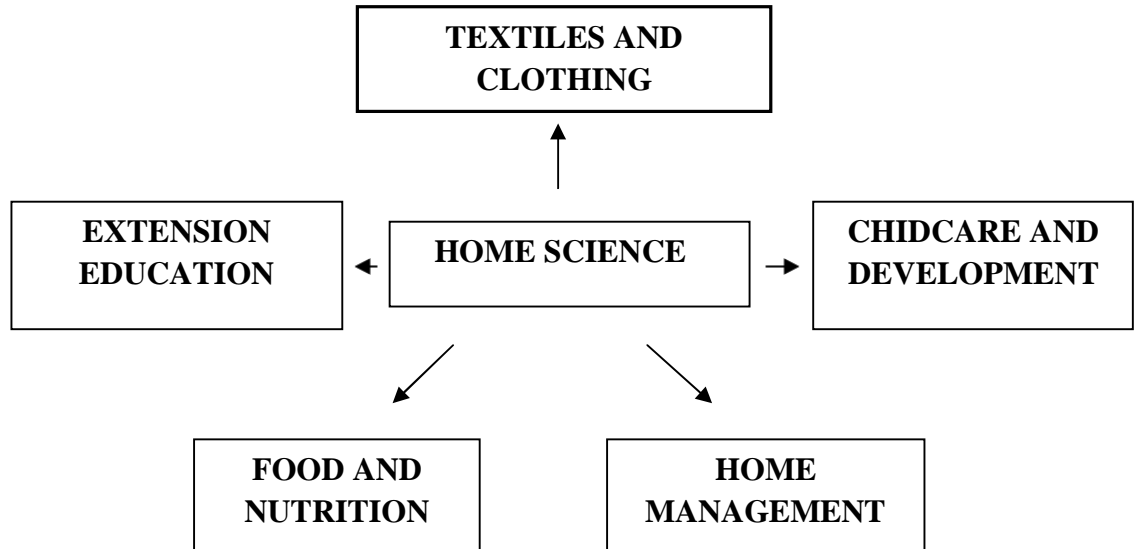 TEXTILES AND
CLOTHING
EXTENSION
EDUCATION
HOME SCIENCE
CHIDCARE AND
DEVELOPMENT
FOOD AND
NUTRITION
HOME
MANAGEMENT